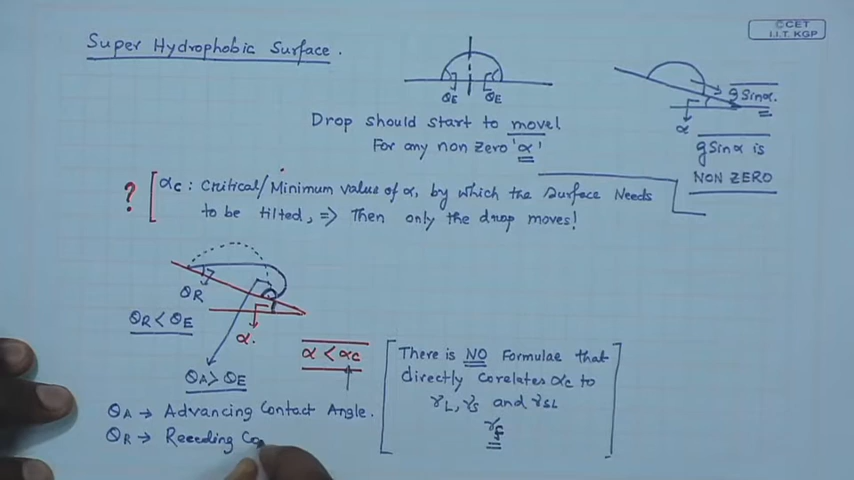 ©CET
I.I.T. KGP
Super Hydrophobic Surface.
θE θE
g Sinα.
α
Drop should start to move!
For any non Zero 'α'
g Sinα is
NON ZERO
? αc: Critical/Minimum value of α, by which the Surface Needs
to be tilted, => Then only the drop moves!
θR
θR < θE
α.
α < αc
θA > θE
There is NO Formulae that
directly corelates αc to
γL, γS and γSL
γf
θA → Advancing Contact Angle.
θR → Receding Co